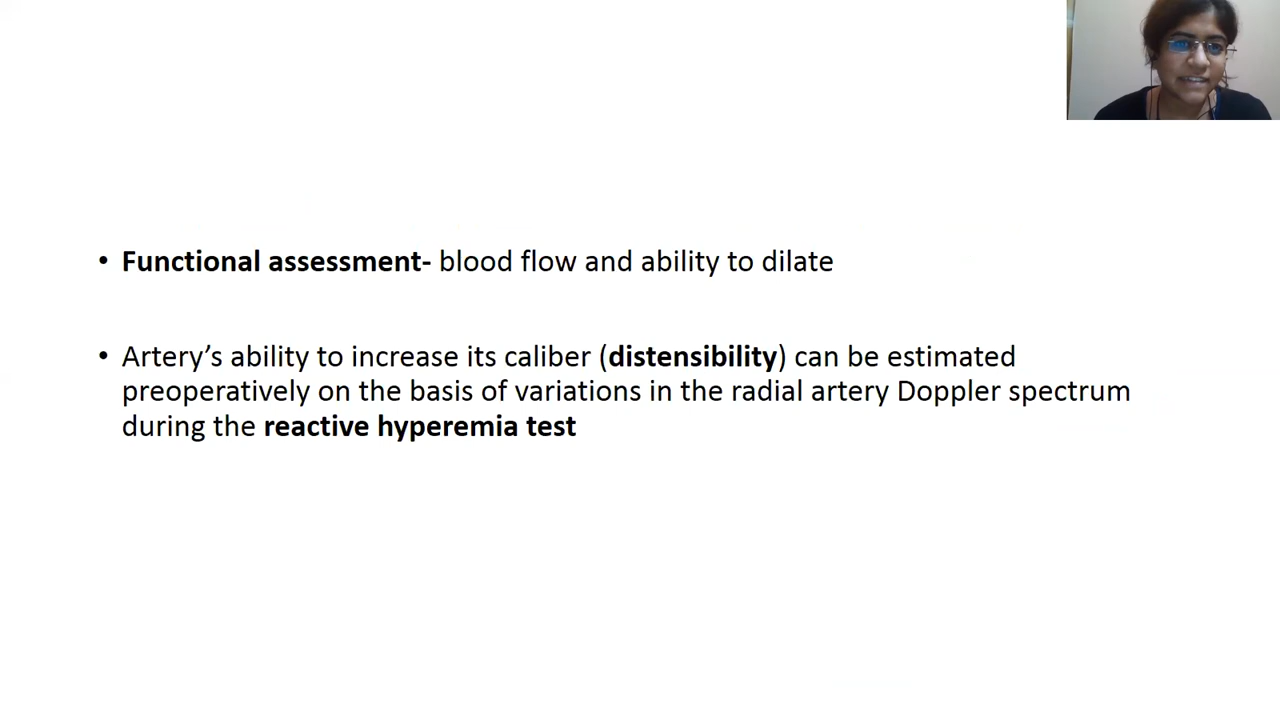 • Functional assessment- blood flow and ability to dilate
• Artery’s ability to increase its caliber (distensibility) can be estimated
preoperatively on the basis of variations in the radial artery Doppler spectrum
during the reactive hyperemia test